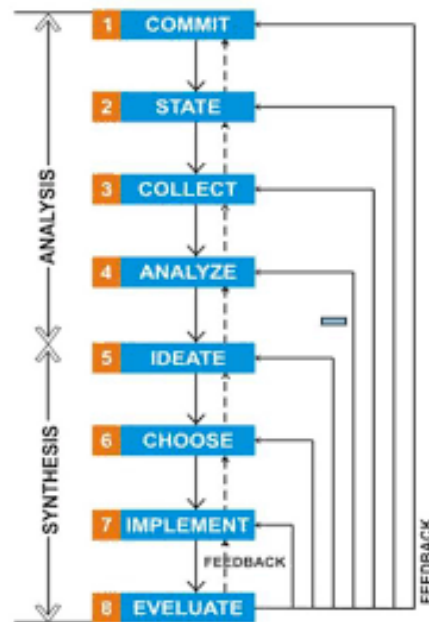 1 COMMIT
2 STATE
3 COLLECT
4 ANALYZE
5 IDEATE
6 CHOOSE
7 IMPLEMENT
FEEDBACK
8 EVELUATE
ANALYSIS
SYNTHESIS
FEEDBACK